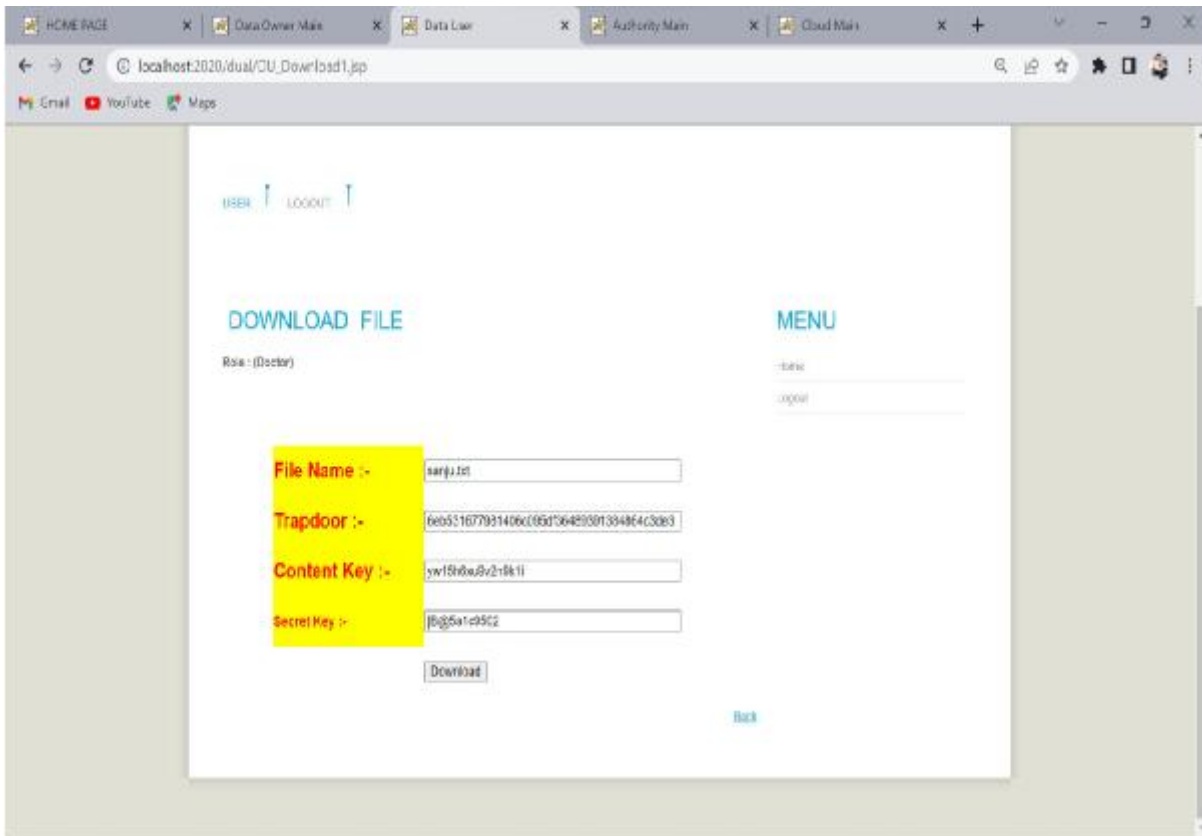 HOME PAGE
Data Owner Main
Data User
Authority Main
Cloud Main
localhost:2020/dual/DU_Download1.jsp
Gmail
YouTube
Maps
USER
LOGOUT
DOWNLOAD FILE
MENU
Role : (Doctor)
Home
Logout
File Name :-
sanju.txt
Trapdoor :-
Content Key :-
Secret Key :-
Download
Back